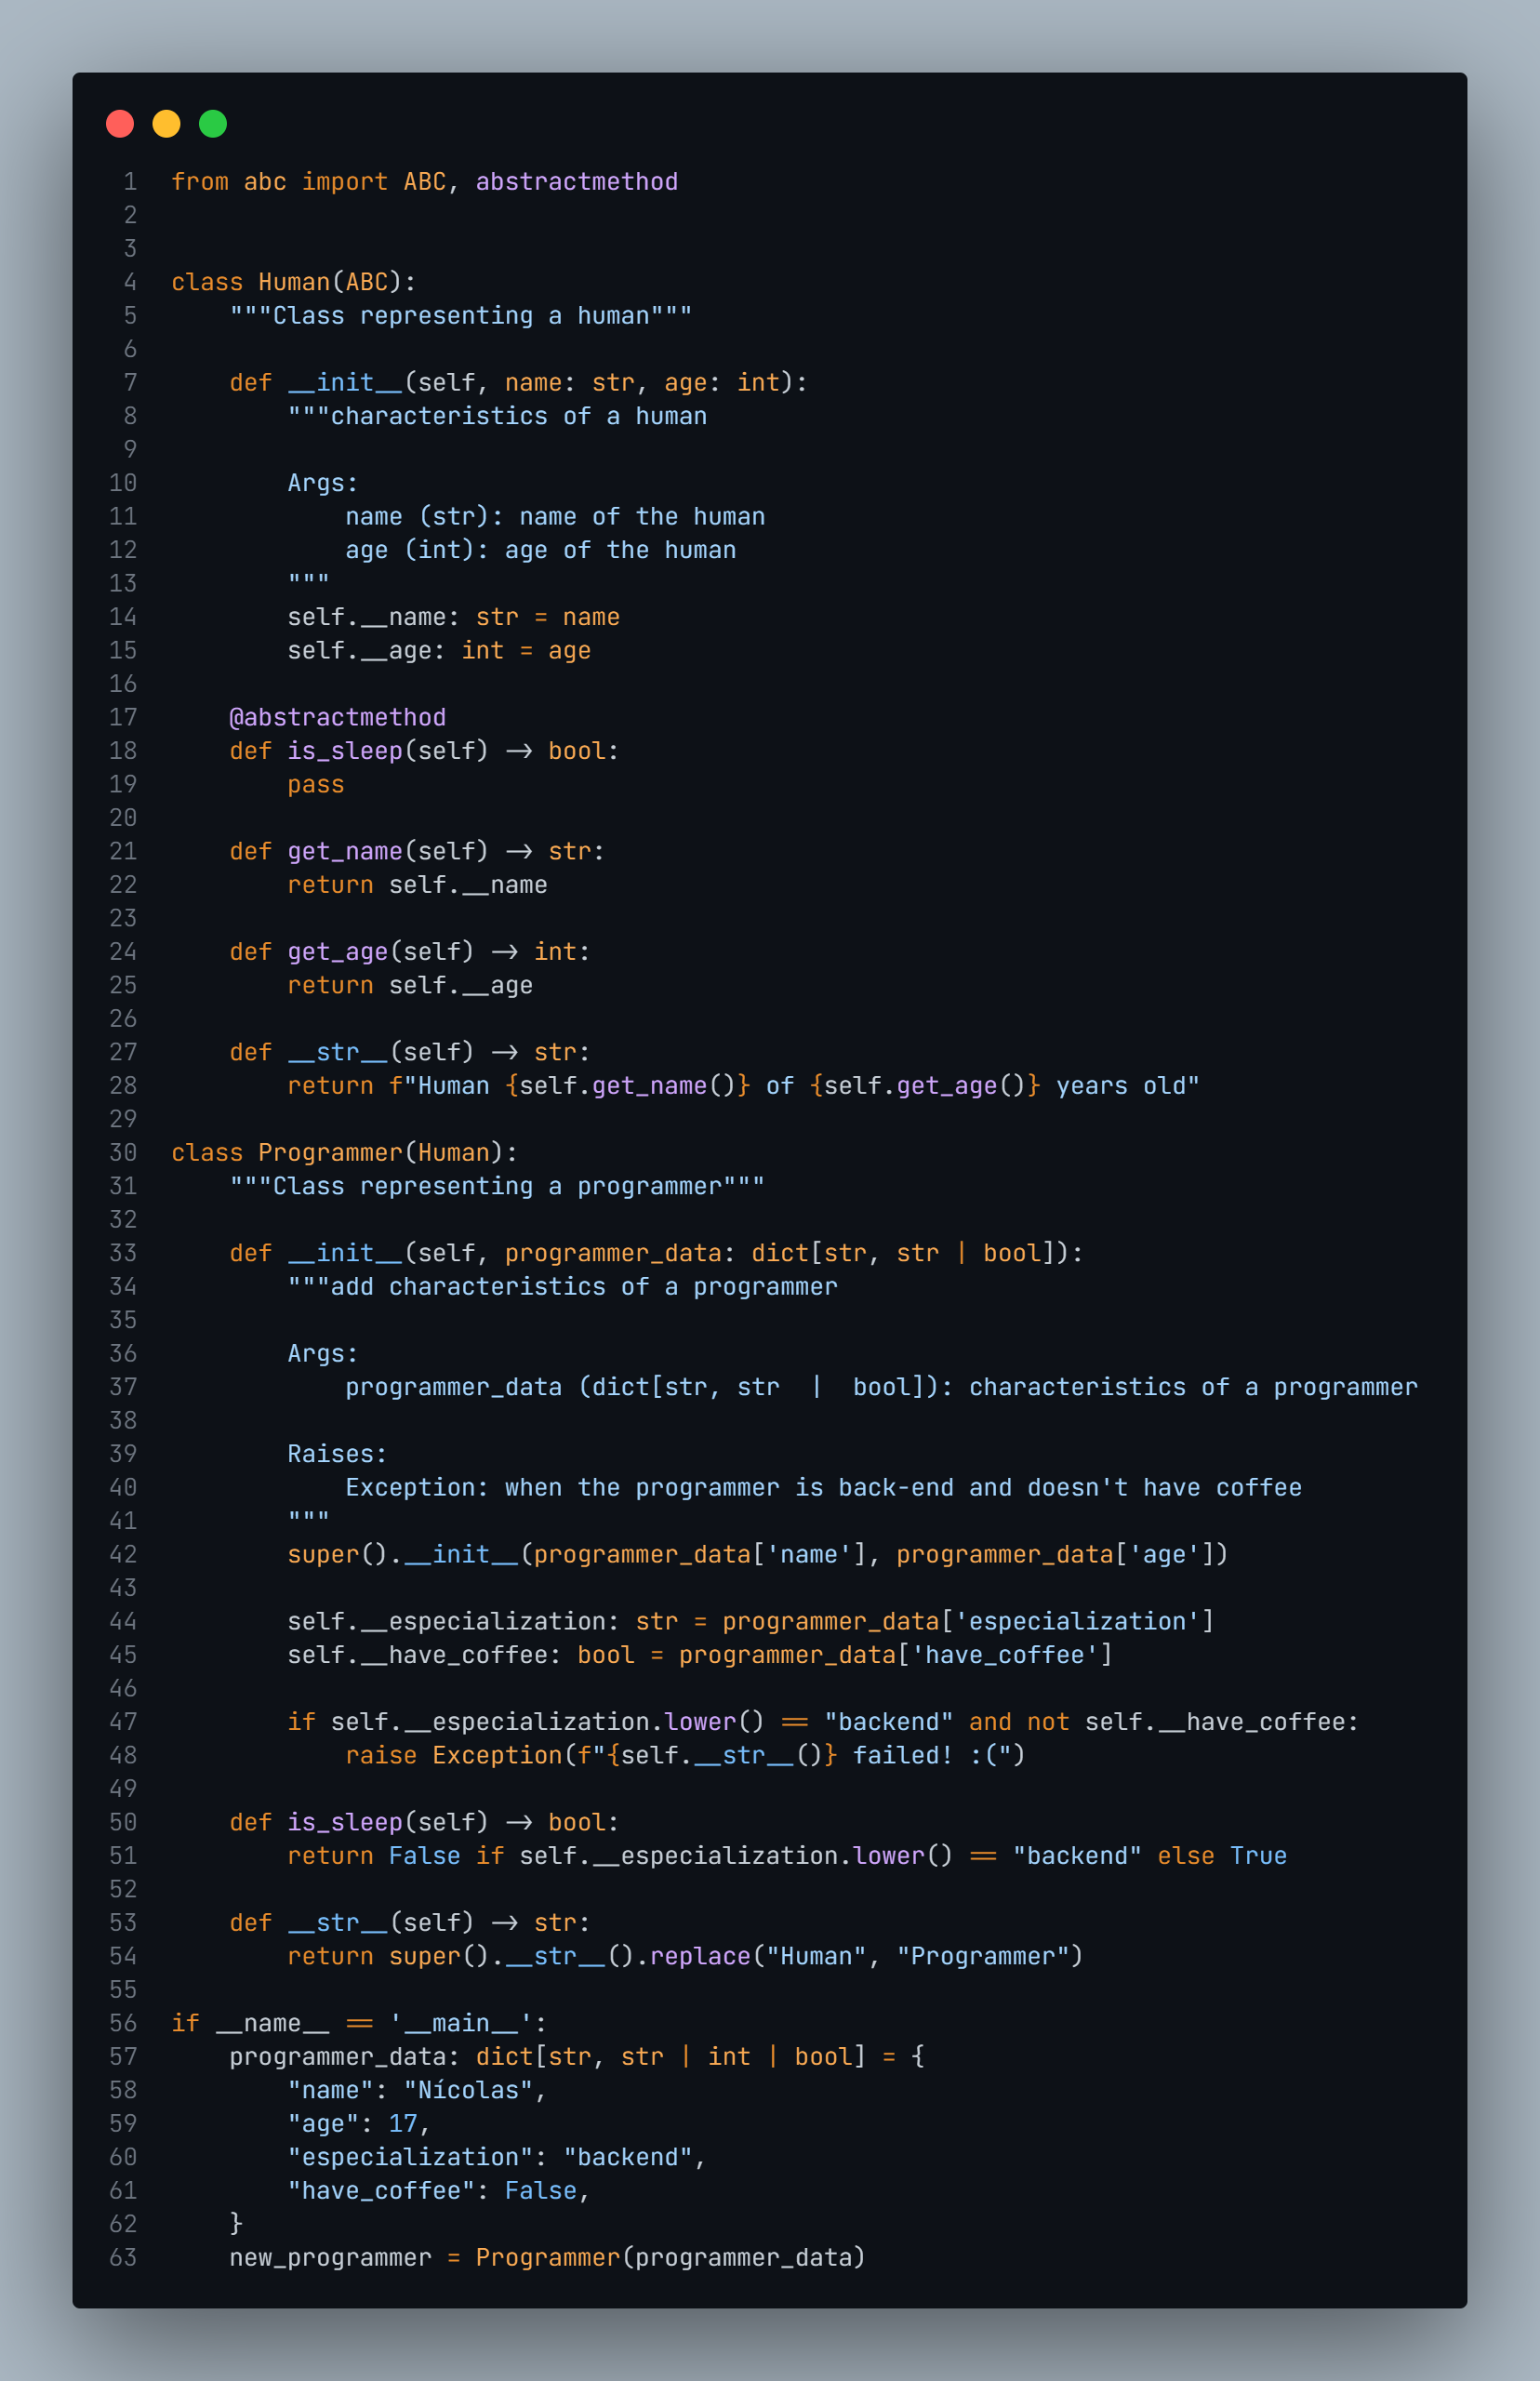 1 from abc import ABC, abstractmethod
2
3
4 class Human(ABC):
5     """Class representing a human"""
6
7     def __init__(self, name: str, age: int):
8         """characteristics of a human
9
10         Args:
11             name (str): name of the human
12             age (int): age of the human
13         """
14         self.__name: str = name
15         self.__age: int = age
16
17     @abstractmethod
18     def is_sleep(self) -> bool:
19         pass
20
21     def get_name(self) -> str:
22         return self.__name
23
24     def get_age(self) -> int:
25         return self.__age
26
27     def __str__(self) -> str:
28         return f"Human {self.get_name()} of {self.get_age()} years old"
29
30 class Programmer(Human):
31     """Class representing a programmer"""
32
33     def __init__(self, programmer_data: dict[str, str | bool]):
34         """add characteristics of a programmer
35
36         Args:
37             programmer_data (dict[str, str  |  bool]): characteristics of a programmer
38
39         Raises:
40             Exception: when the programmer is back-end and doesn't have coffee
41         """
42         super().__init__(programmer_data['name'], programmer_data['age'])
43
44         self.__especialization: str = programmer_data['especialization']
45         self.__have_coffee: bool = programmer_data['have_coffee']
46
47         if self.__especialization.lower() == "backend" and not self.__have_coffee:
48             raise Exception(f"{self.__str__()} failed! :(")
49
50     def is_sleep(self) -> bool:
51         return False if self.__especialization.lower() == "backend" else True
52
53     def __str__(self) -> str:
54         return super().__str__().replace("Human", "Programmer")
55
56 if __name__ == '__main__':
57     programmer_data: dict[str, str | int | bool] = {
58         "name": "Nícolas",
59         "age": 17,
60         "especialization": "backend",
61         "have_coffee": False,
62     }
63     new_programmer = Programmer(programmer_data)